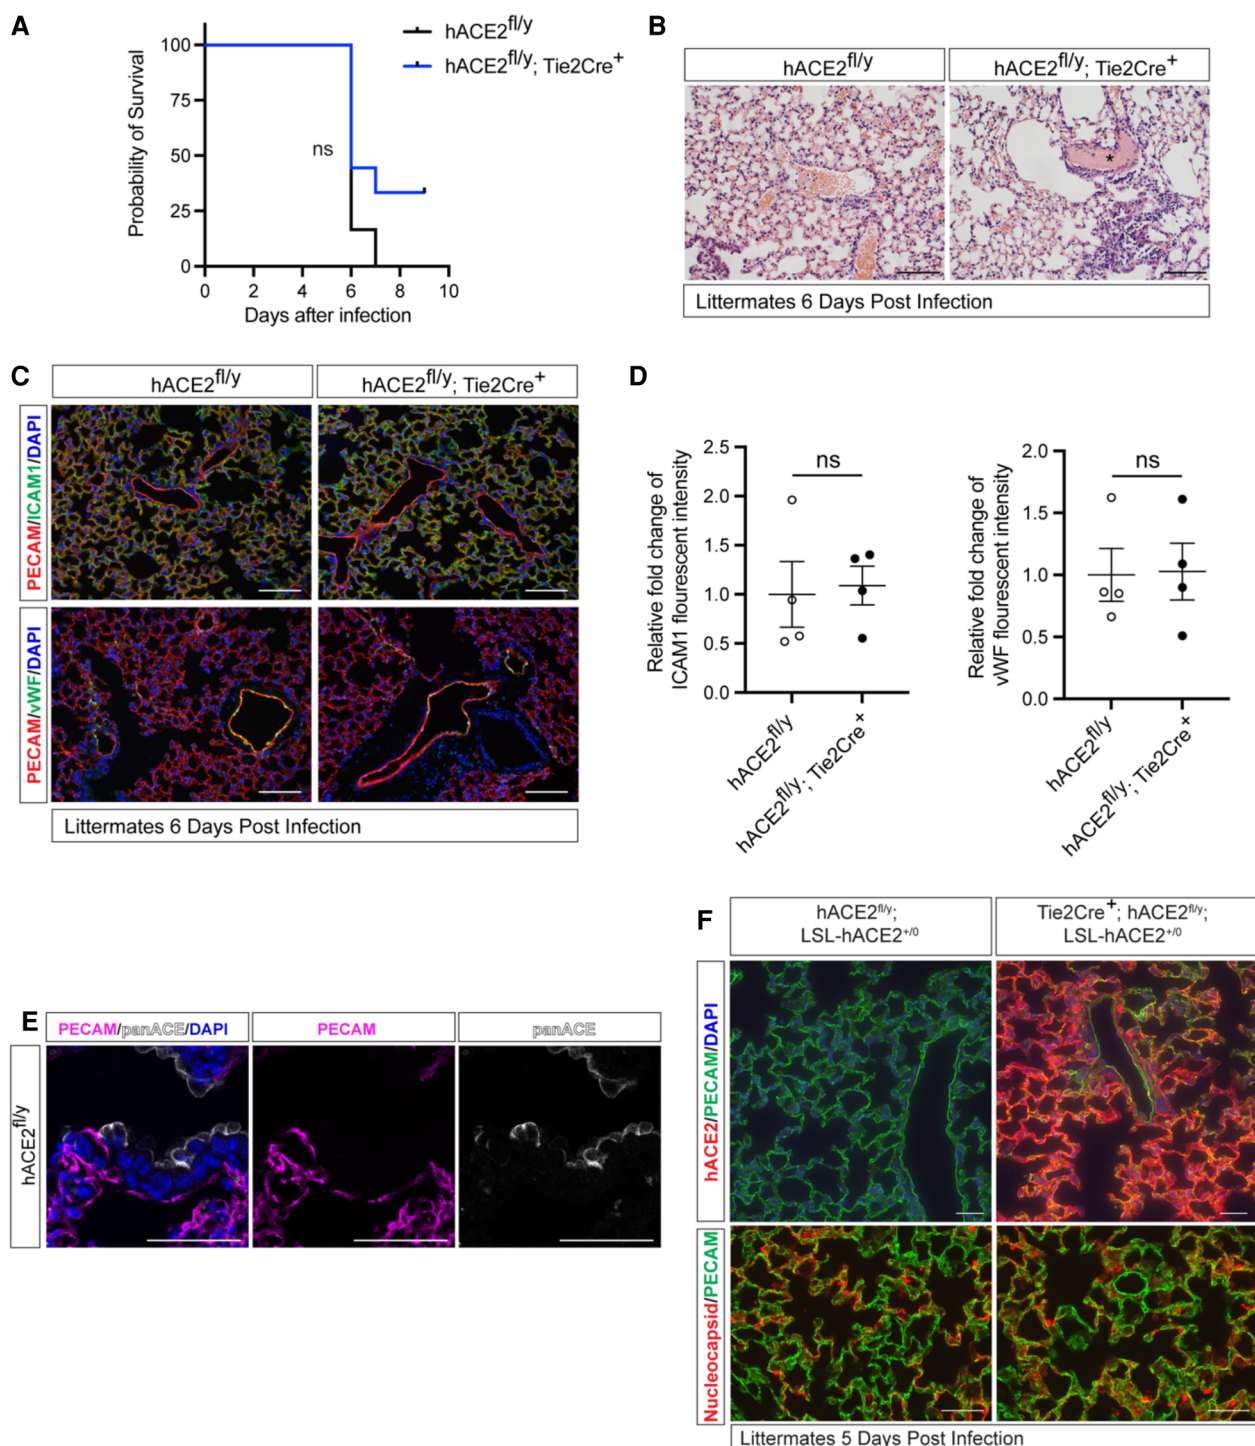 A
Probability of Survival
100
75
50
25
0
ns
0 2 4 6 8 10
Days after infection
hACE2fl/y
hACE2fl/y; Tie2Cre+
B
hACE2fl/y
hACE2fl/y; Tie2Cre+
*
Littermates 6 Days Post Infection
C
hACE2fl/y
hACE2fl/y; Tie2Cre+
PECAM/ICAM1/DAPI
PECAM/vWF/DAPI
Littermates 6 Days Post Infection
D
Relative fold change of
ICAM1 flourescent intensity
2.5
2.0
1.5
1.0
0.5
0.0
ns
hACE2fl/y
hACE2fl/y; Tie2Cre+
Relative fold change of
vWF flourescent intensity
2.0
1.5
1.0
0.5
0.0
ns
hACE2fl/y
hACE2fl/y; Tie2Cre+
E
PECAM/panACE/DAPI
PECAM
panACE
hACE2fl/y
F
hACE2fl/y;
LSL-hACE2+/0
Tie2Cre+; hACE2fl/y;
LSL-hACE2+/0
hACE2/PECAM/DAPI
Nucleocapsid/PECAM
Littermates 5 Days Post Infection